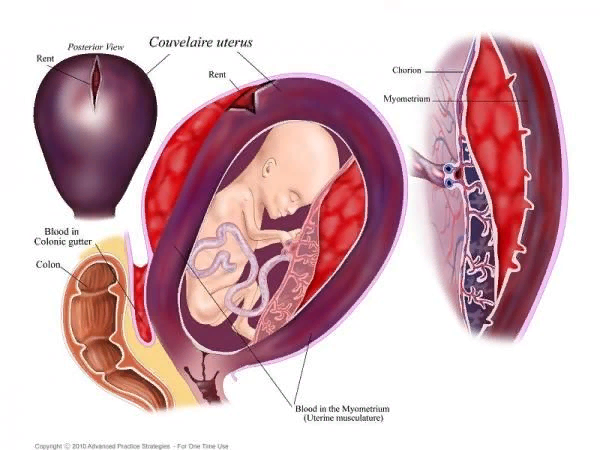 Couvelaire uterus
Posterior View
Rent
Rent
Chorion
Myometrium
Blood in
Colonic gutter
Colon
Blood in the Myometrium
(Uterine musculature)
Copyright © 2010 Advanced Practice Strategies - For One Time Use